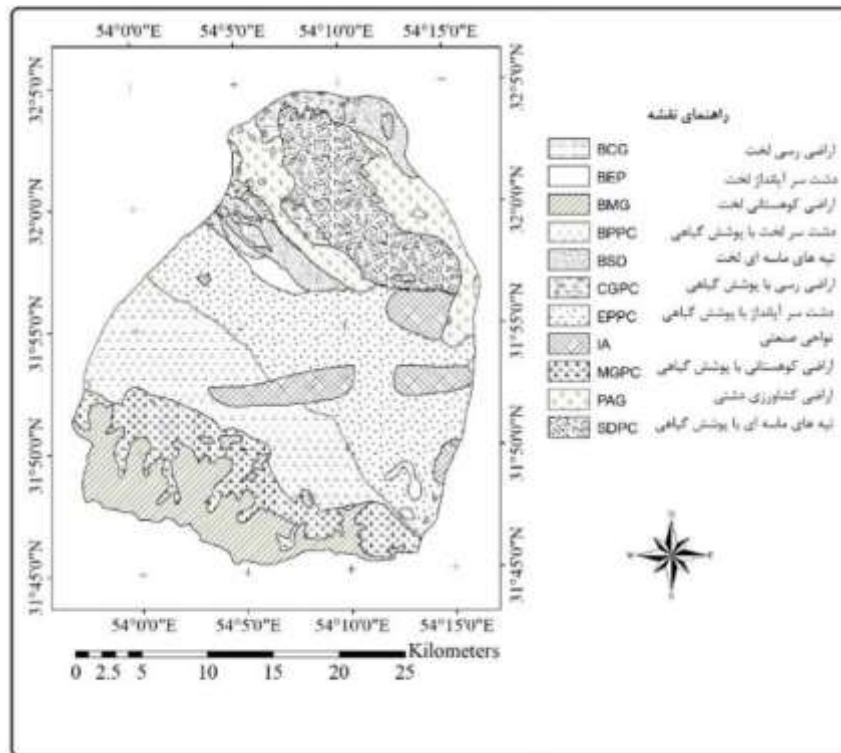 54°0'0"E 54°5'0"E 54°10'0"E 54°15'0"E
32°5'0"N 32°5'0"N
32°0'0"N 32°0'0"N
31°55'0"N 31°55'0"N
31°50'0"N 31°50'0"N
31°45'0"N 31°45'0"N
54°0'0"E 54°5'0"E 54°10'0"E 54°15'0"E
Kilometers
0 2.5 5 10 15 20 25
راهنمای نقشه
BCG اراضی رسی لخت
BEP دشت سر آپانداژ لخت
BMG اراضی کوهستانی لخت
BPPC دشت سر لخت با پوشش گیاهی
BSD تپه های ماسه ای لخت
CGPC اراضی رسی با پوشش گیاهی
EPPC دشت سر آپانداژ با پوشش گیاهی
IA نواحی صنعتی
MGPC اراضی کوهستانی با پوشش گیاهی
PAG اراضی کشاورزی دشتی
SDPC تپه های ماسه ای با پوشش گیاهی